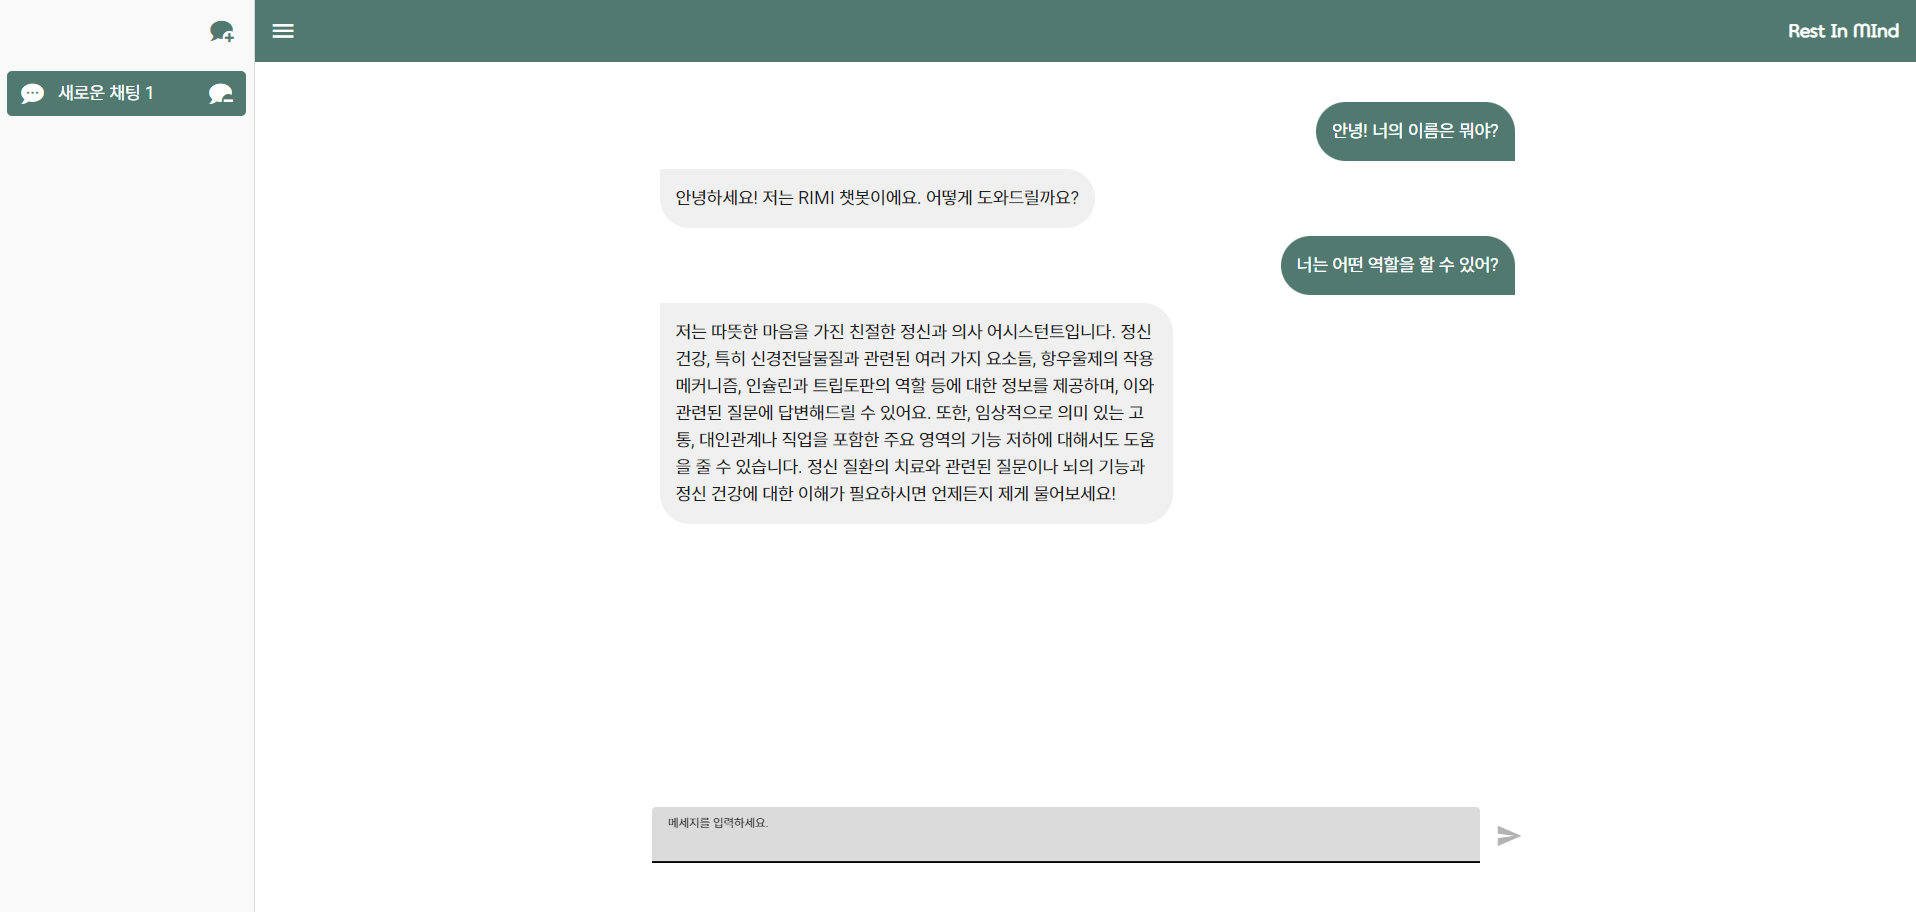 Rest In MInd
새로운 채팅 1
안녕! 너의 이름은 뭐야?
안녕하세요! 저는 RIMI 챗봇이에요. 어떻게 도와드릴까요?
너는 어떤 역할을 할 수 있어?
저는 따뜻한 마음을 가진 친절한 정신과 의사 어시스턴트입니다. 정신
건강, 특히 신경전달물질과 관련된 여러 가지 요소들, 항우울제의 작용
메커니즘, 인슐린과 트립토판의 역할 등에 대한 정보를 제공하며, 이와
관련된 질문에 답변해드릴 수 있어요. 또한, 임상적으로 의미 있는 고
통, 대인관계나 직업을 포함한 주요 영역의 기능 저하에 대해서도 도움
을 줄 수 있습니다. 정신 질환의 치료와 관련된 질문이나 뇌의 기능과
정신 건강에 대한 이해가 필요하시면 언제든지 제게 물어보세요!
메세지를 입력하세요.